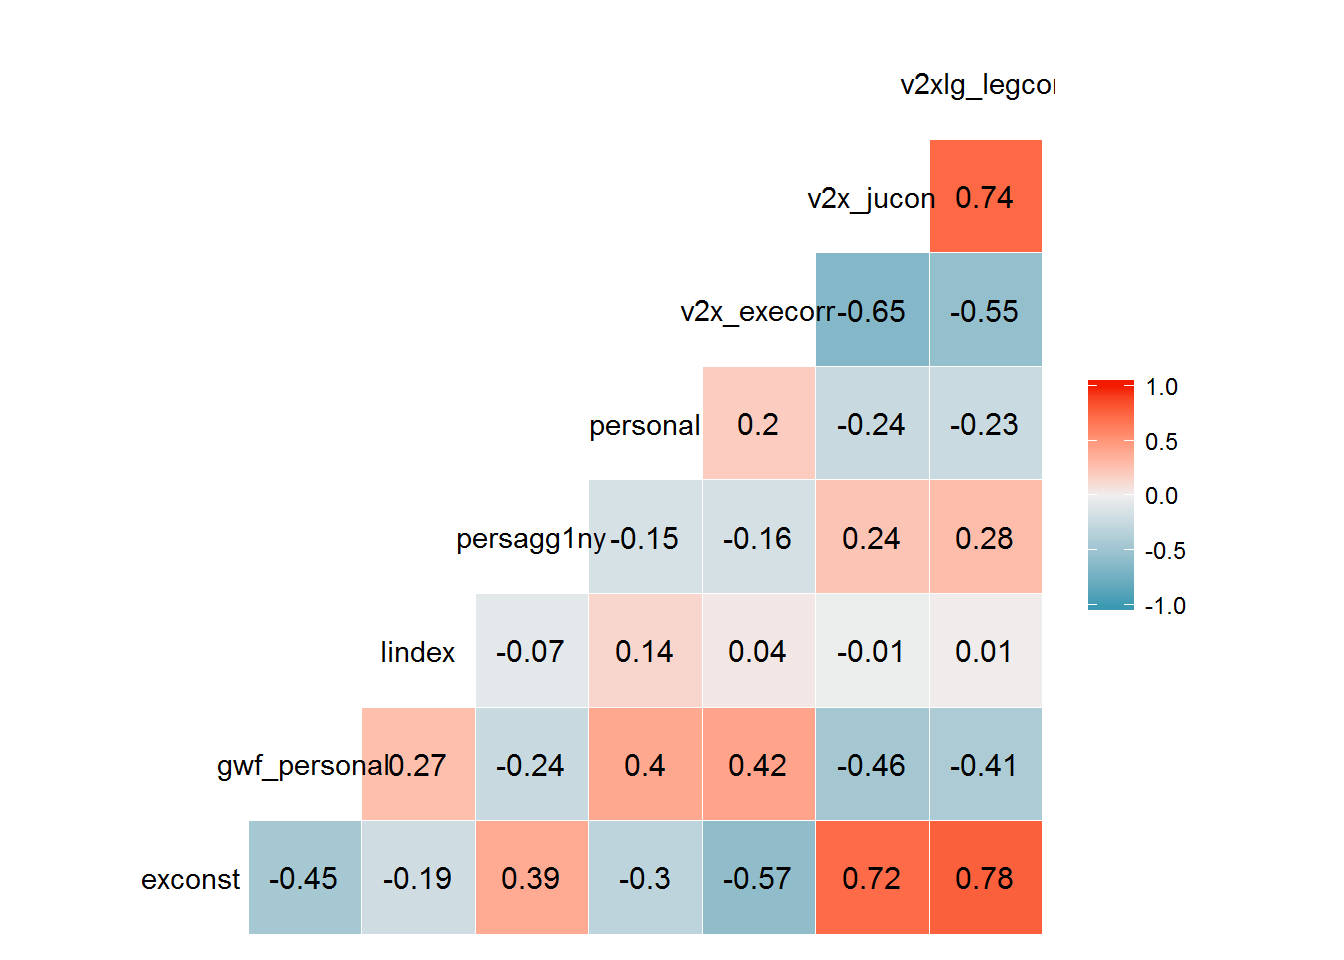 v2xlg_legcor
v2x_jucon 0.74
v2x_execorr -0.65 -0.55
personal 0.2 -0.24 -0.23
persagg1ny -0.15 -0.16 0.24 0.28
lindex -0.07 0.14 0.04 -0.01 0.01
gwf_personal 0.27 -0.24 0.4 0.42 -0.46 -0.41
exconst -0.45 -0.19 0.39 -0.3 -0.57 0.72 0.78
1.0
0.5
0.0
-0.5
-1.0